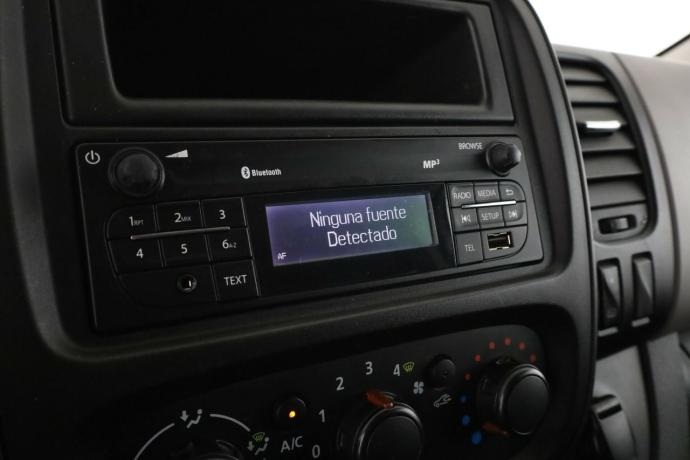 BROWSE
Bluetooth
MP3
1RPT 2MIX 3
4 5 6A-Z
TEXT
Ninguna fuente
Detectado
AF
RADIO MEDIA
SETUP
TEL
0 1 2 3 4
A/C